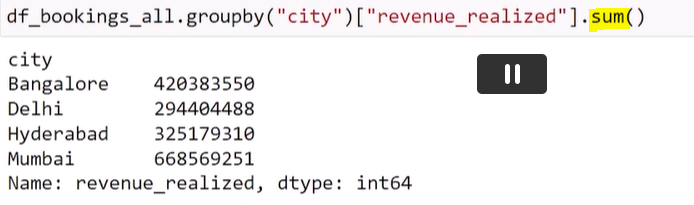 df_bookings_all.groupby("city")["revenue_realized"].sum()
city
Bangalore    420383550
Delhi        294404488
Hyderabad    325179310
Mumbai       668569251
Name: revenue_realized, dtype: int64